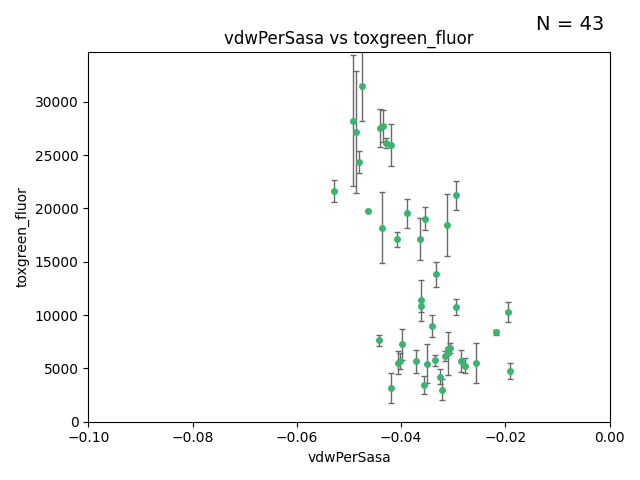 N = 43
vdwPerSasa vs toxgreen_fluor
toxgreen_fluor
30000
25000
20000
15000
10000
5000
0
−0.10 −0.08 −0.06 −0.04 −0.02 0.00
vdwPerSasa